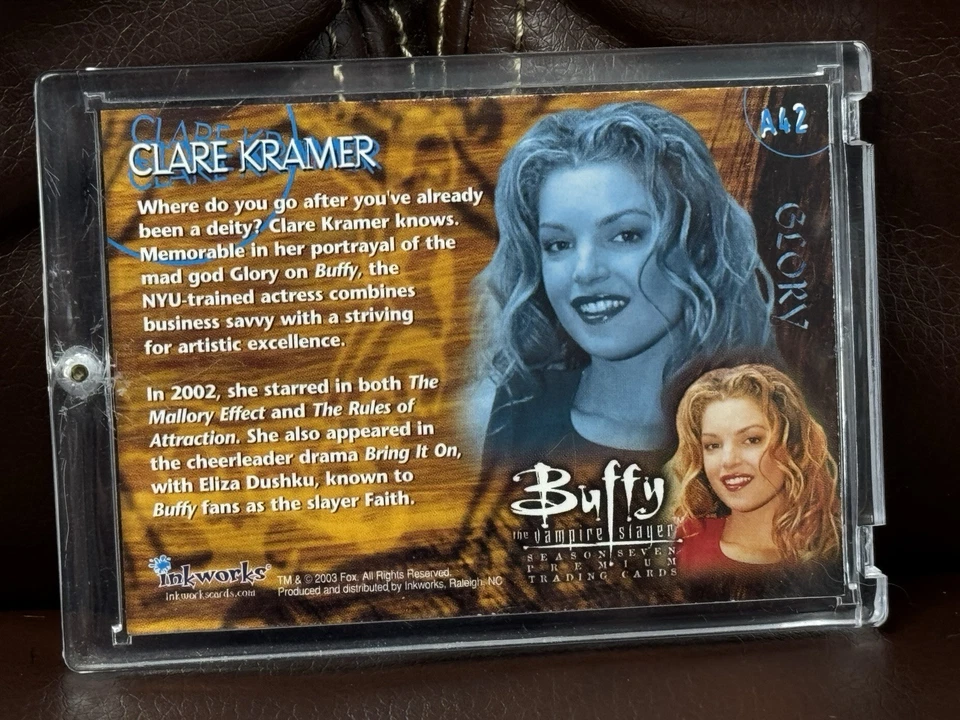 CLARE KRAMER
CLARE KRAMER
A42
GLORY
Where do you go after you've already
been a deity? Clare Kramer knows.
Memorable in her portrayal of the
mad god Glory on Buffy, the
NYU-trained actress combines
business savvy with a striving
for artistic excellence.
In 2002, she starred in both The
Mallory Effect and The Rules of
Attraction. She also appeared in
the cheerleader drama Bring It On,
with Eliza Dushku, known to
Buffy fans as the slayer Faith.
Buffy
the vampire slayer™
SEASON SEVEN
PREMIUM
TRADING CARDS
inkworks®
inkworkscards.com
TM & © 2003 Fox. All Rights Reserved.
Produced and distributed by Inkworks, Raleigh, NC